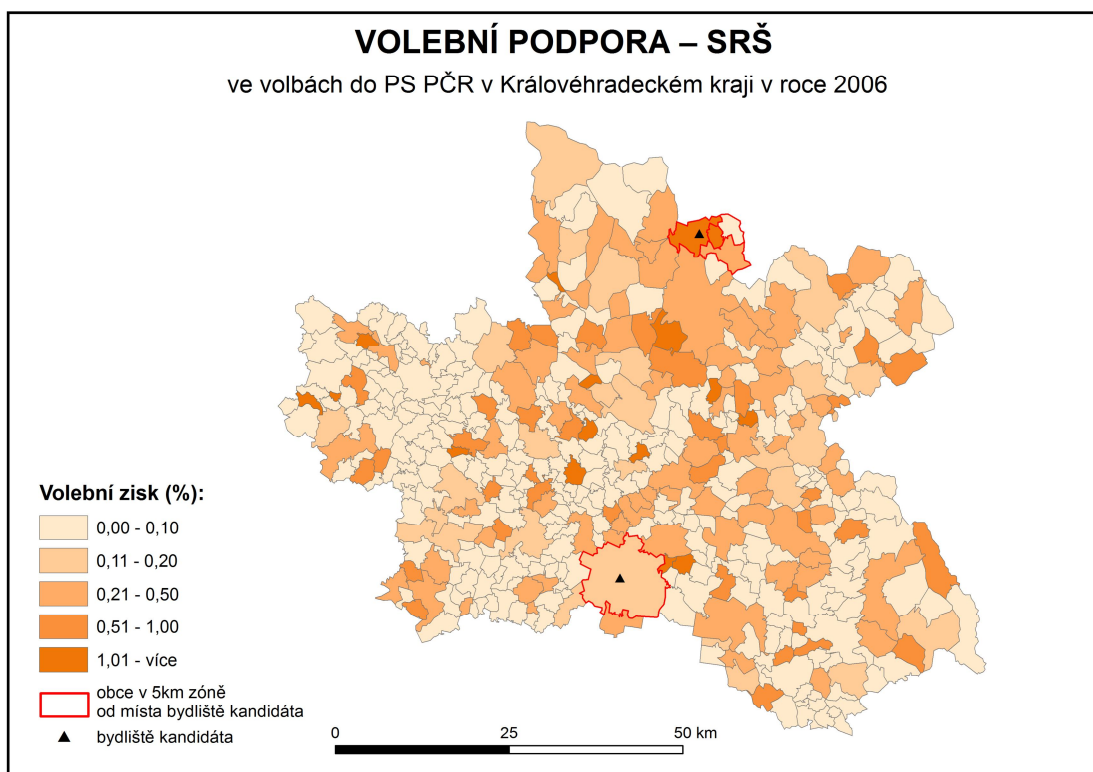 VOLEBNÍ PODPORA – SRŠ
ve volbách do PS PČR v Královéhradeckém kraji v roce 2006
Volební zisk (%):
0,00 - 0,10
0,11 - 0,20
0,21 - 0,50
0,51 - 1,00
1,01 - více
obce v 5km zóně
od místa bydliště kandidáta
bydliště kandidáta
0 25 50 km